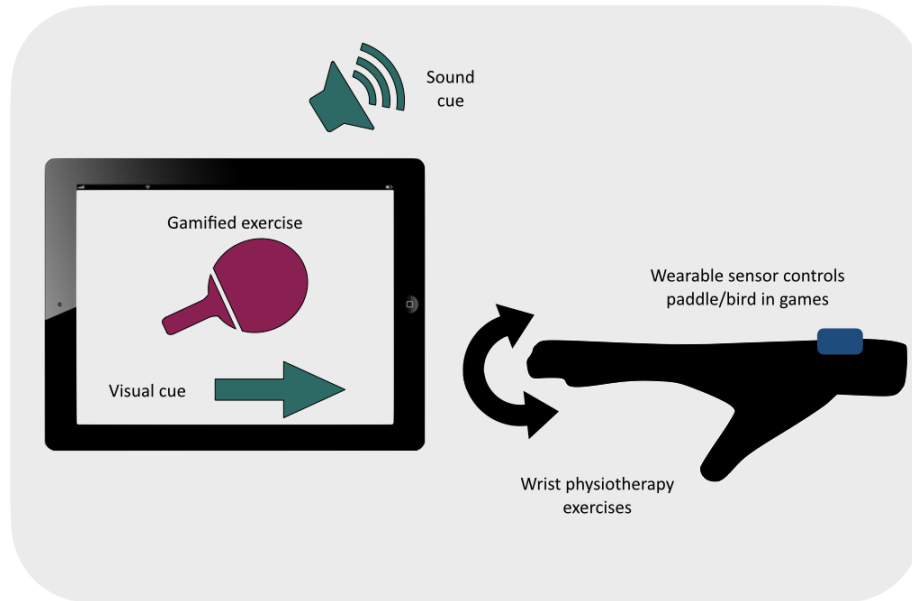 Sound
cue
Gamified exercise
Visual cue
Wearable sensor controls
paddle/bird in games
Wrist physiotherapy
exercises